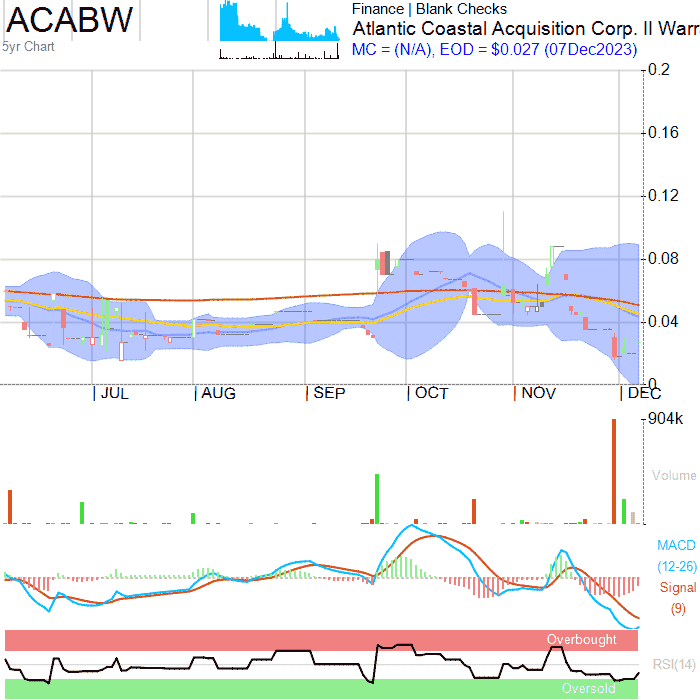 ACABW
5yr Chart
Finance | Blank Checks
Atlantic Coastal Acquisition Corp. II Warr
MC = (N/A), EOD = $0.027 (07Dec2023)
0.2
0.16
0.12
0.08
0.04
0
JUL AUG SEP OCT NOV DEC
904k
Volume
MACD
(12-26)
Signal
(9)
Overbought
RSI(14)
Oversold